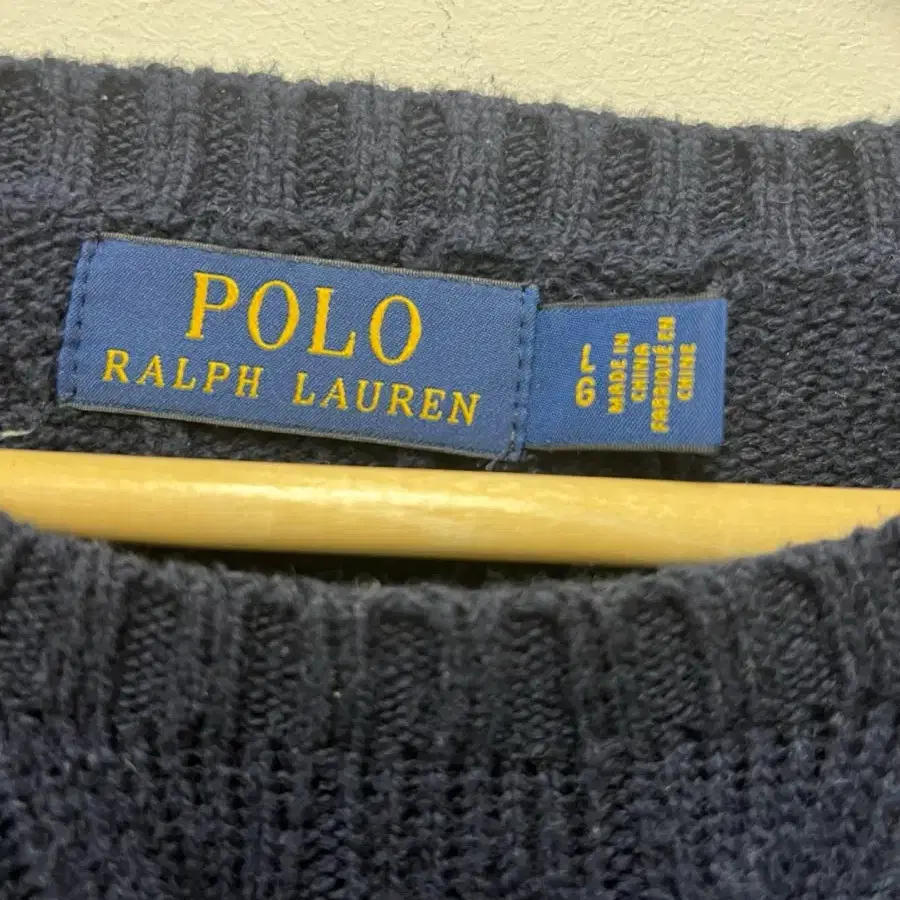 POLO
RALPH LAUREN
L
G
MADE IN
CHINA
FABRIQUÉ EN
CHINE